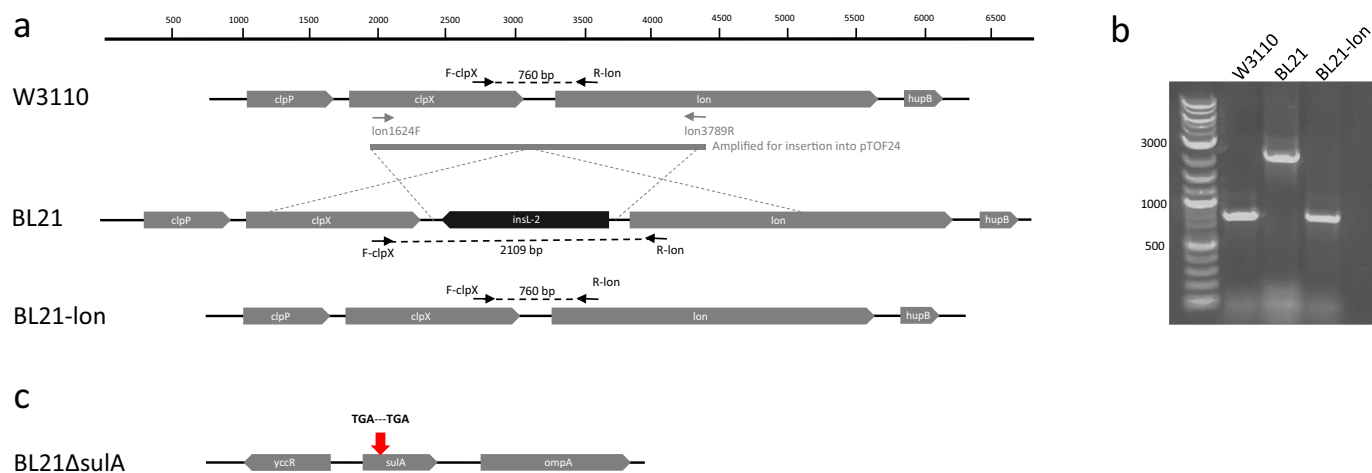 a
500 1000 1500 2000 2500 3000 3500 4000 4500 5000 5500 6000 6500
W3110
F-clpX 760 bp R-lon
clpP clpX lon hupB
lon1624F lon3789R
Amplified for insertion into pTOF24
BL21
clpP clpX insL-2 lon hupB
F-clpX 2109 bp R-lon
BL21-lon
F-clpX 760 bp R-lon
clpP clpX lon hupB
b
W3110 BL21 BL21-lon
3000
1000
500
c
TGA---TGA
BL21ΔsulA
yccR sulA ompA